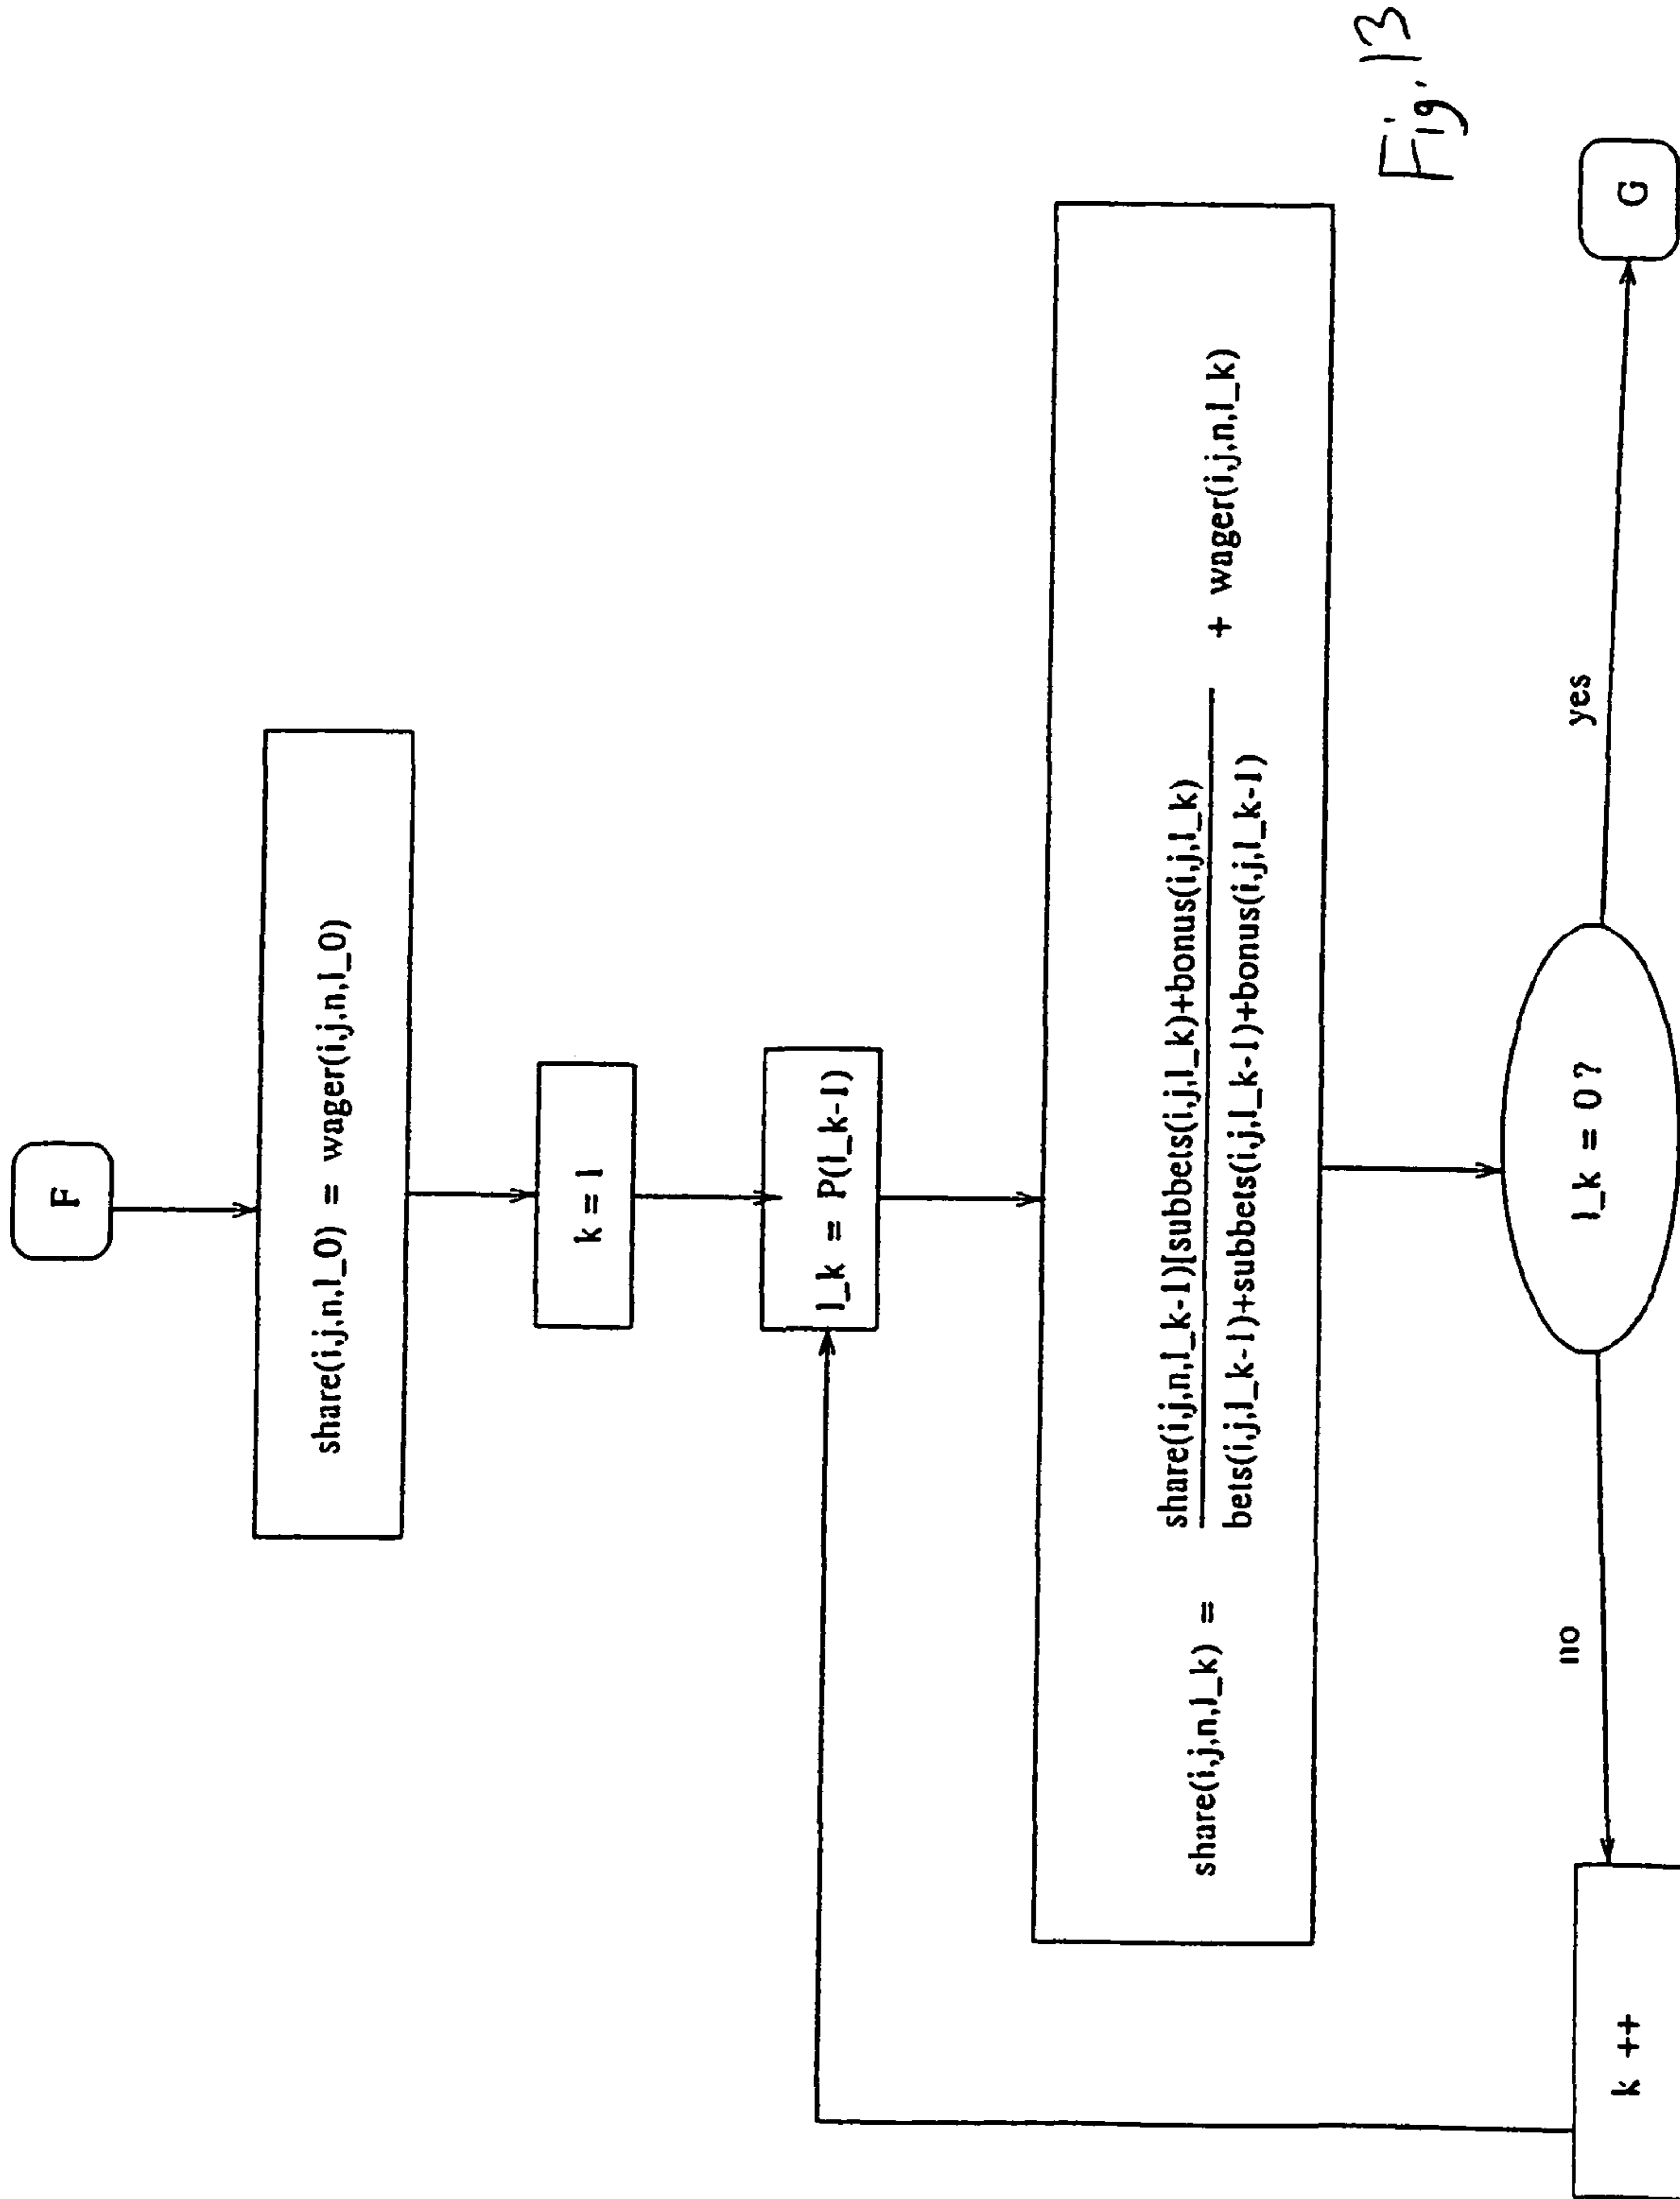 F
share(i,j,n,l_0) = wager(i,j,n,l_0)
k = 1
l_k = P(l_k-1)
share(i,j,n,l_k) = share(i,j,n,l_k-1)[subbets(i,j,l_k)+bonus(i,j,l_k) + wager(i,j,n,l_k)
bets(i,j,l_k-1)+subbets(i,j,l_k-1)+bonus(i,j,l_k-1)
l_k = 0 ?
no
yes
k ++
G
Fig. 13